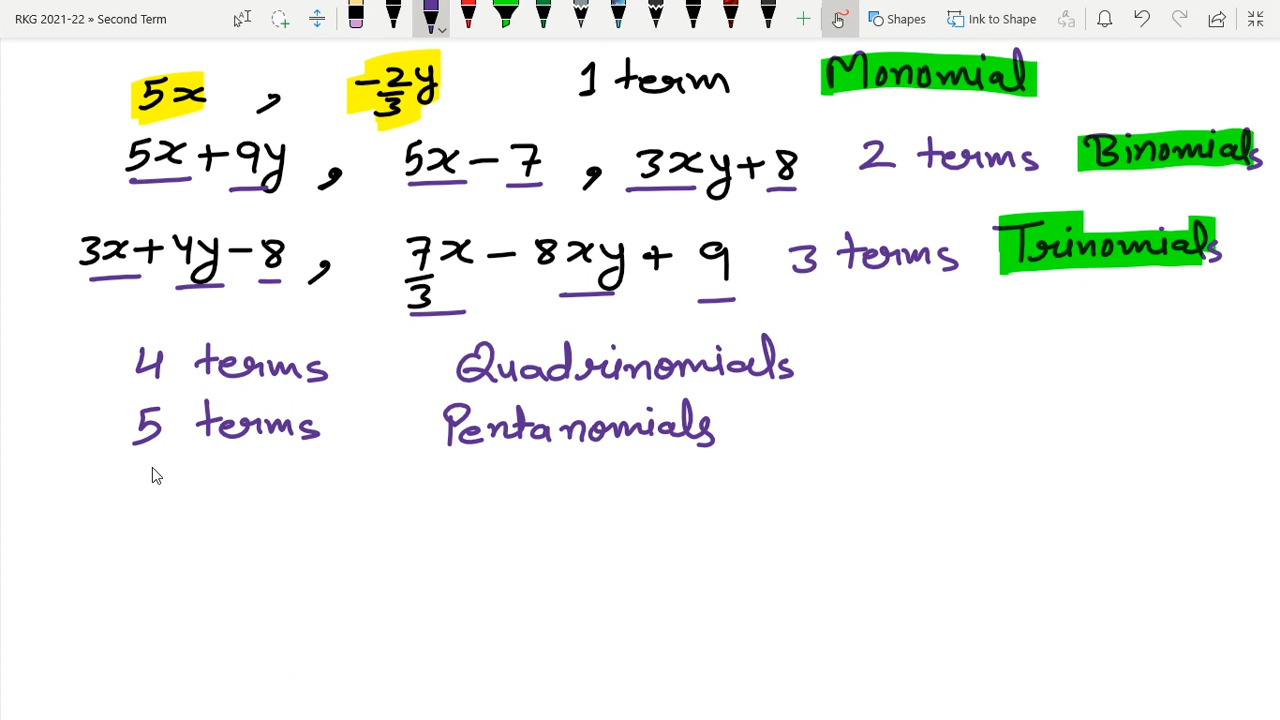 RKG 2021-22 » Second Term Shapes Ink to Shape
5x , -2/3 y 1 term Monomial
5x + 9y , 5x - 7 , 3xy + 8 2 terms Binomials
3x + 4y - 8 , 7/3 x - 8xy + 9 3 terms Trinomials
4 terms Quadrinomials
5 terms Pentanomials